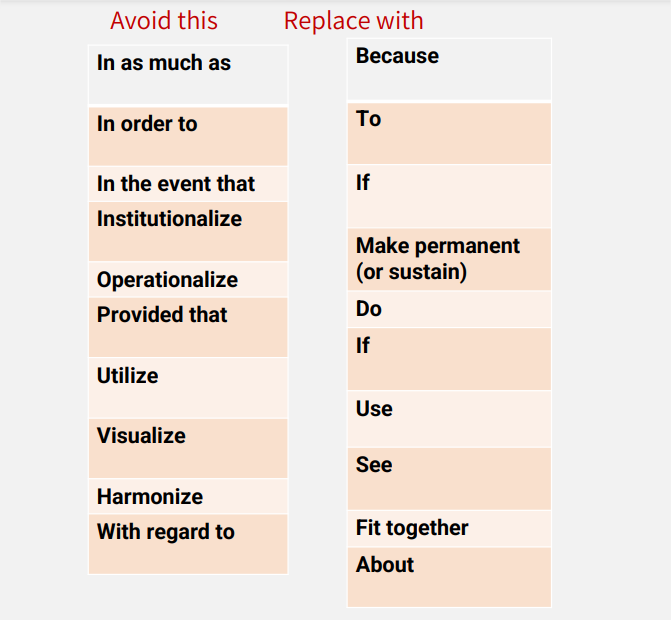 Avoid this
Replace with
In as much as
Because
In order to
To
In the event that
If
Institutionalize
Make permanent
(or sustain)
Operationalize
Do
Provided that
If
Utilize
Use
Visualize
See
Harmonize
Fit together
With regard to
About